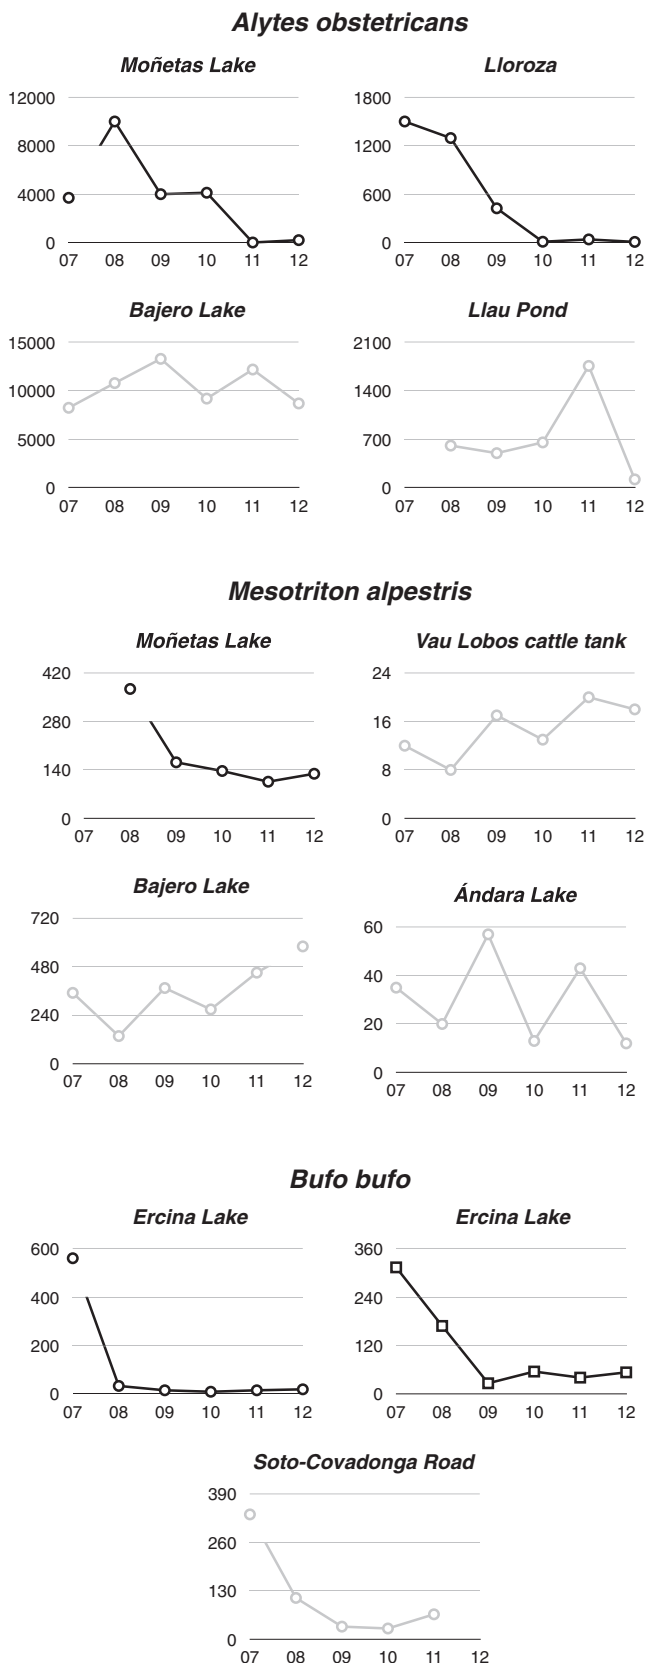 Alytes obstetricans
Moñetas Lake
12000
8000
4000
0
07 08 09 10 11 12
Lloroza
1800
1200
600
0
07 08 09 10 11 12
Bajero Lake
15000
10000
5000
0
07 08 09 10 11 12
Llau Pond
2100
1400
700
0
07 08 09 10 11 12
Mesotriton alpestris
Moñetas Lake
420
280
140
0
07 08 09 10 11 12
Vau Lobos cattle tank
24
16
8
0
07 08 09 10 11 12
Bajero Lake
720
480
240
0
07 08 09 10 11 12
Ándara Lake
60
40
20
0
07 08 09 10 11 12
Bufo bufo
Ercina Lake
600
400
200
0
07 08 09 10 11 12
Ercina Lake
360
240
120
0
07 08 09 10 11 12
Soto-Covadonga Road
390
260
130
0
07 08 09 10 11 12